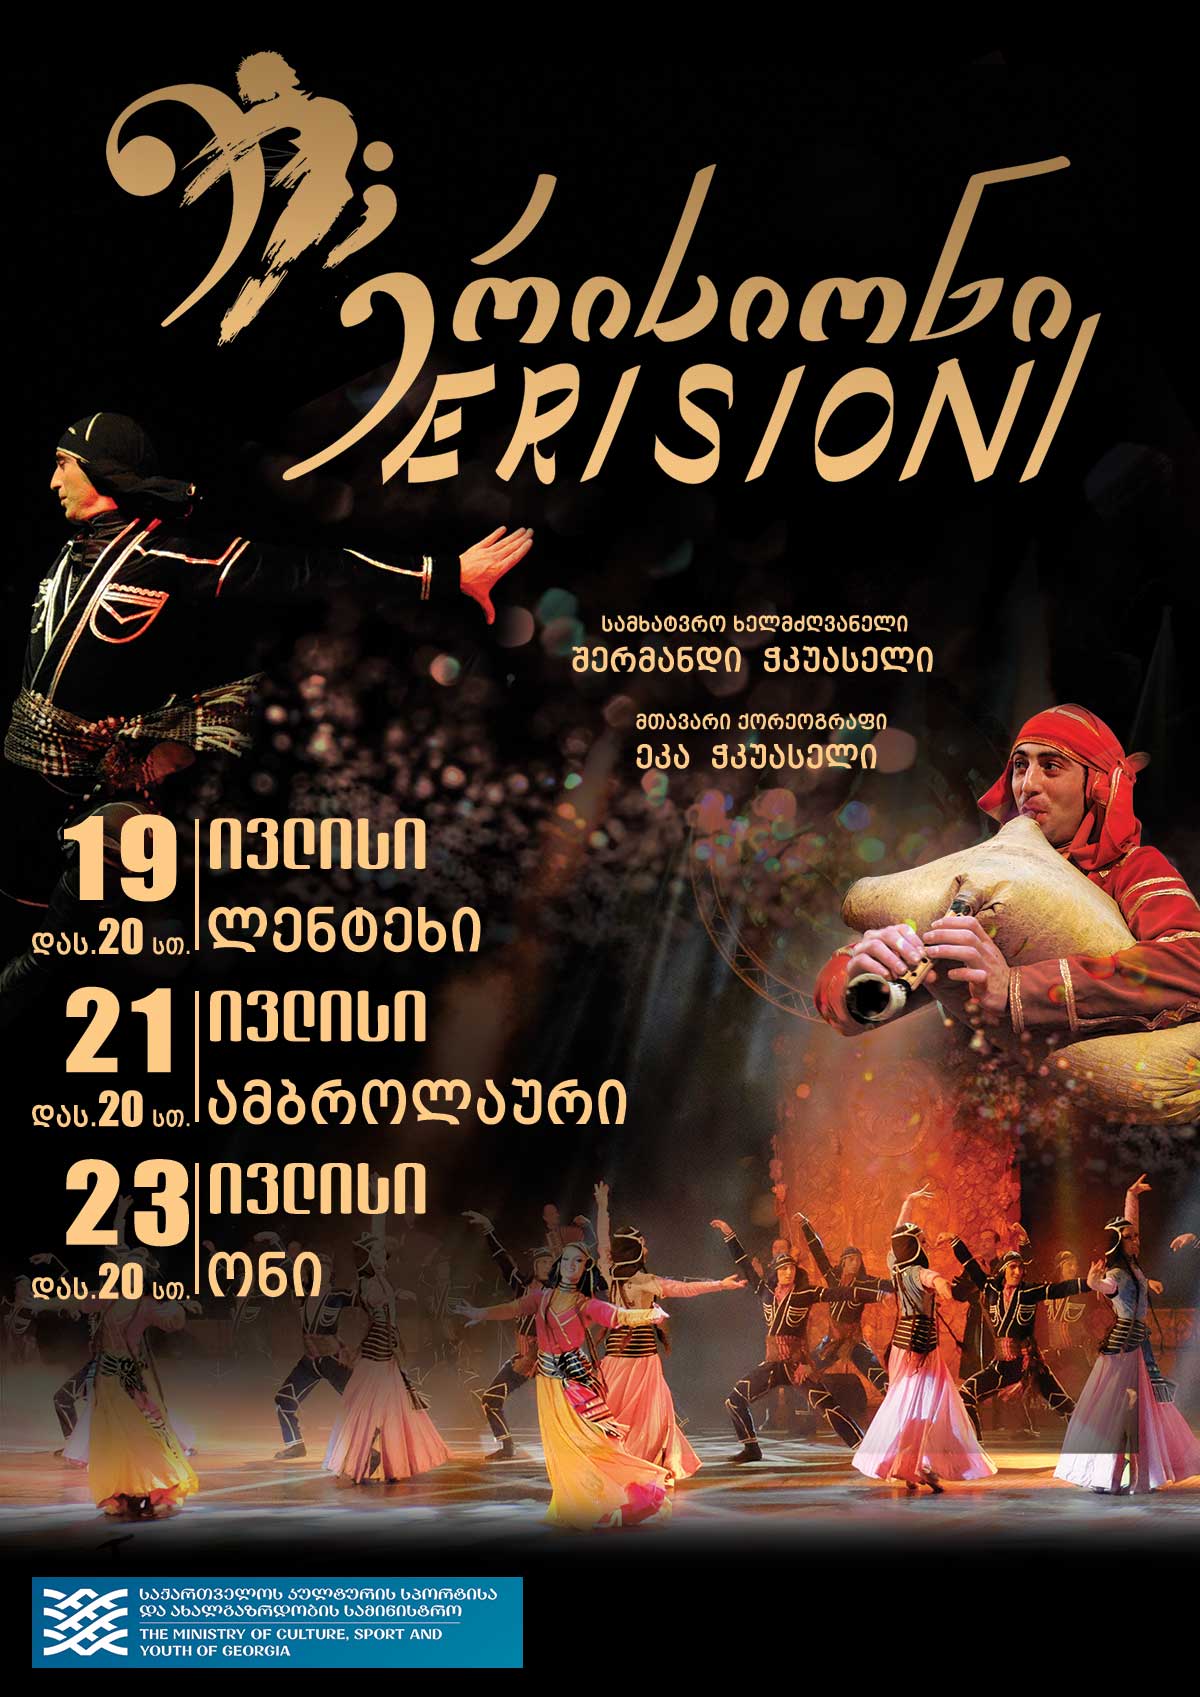 ერისიონი
ERISIONI
სამხატვრო ხელმძღვანელი
შერმანდი ჭკუასელი
მთავარი ქორეოგრაფი
ეკა ჭკუასელი
19 ივლისი
დას.20 სთ. ლენტეხი
21 ივლისი
დას.20 სთ. ამბროლაური
23 ივლისი
დას.20 სთ. ონი
საქართველოს კულტურის სპორტისა
და ახალგაზრდობის სამინისტრო
THE MINISTRY OF CULTURE, SPORT AND
YOUTH OF GEORGIA